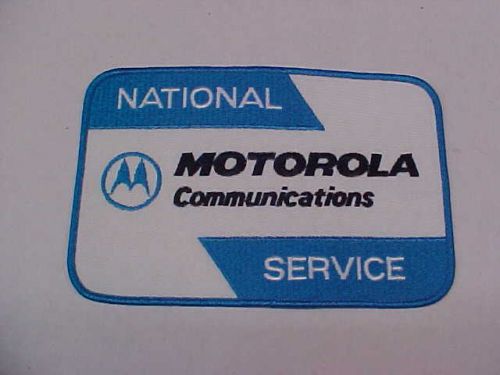 NATIONAL
MOTOROLA
Communications
SERVICE